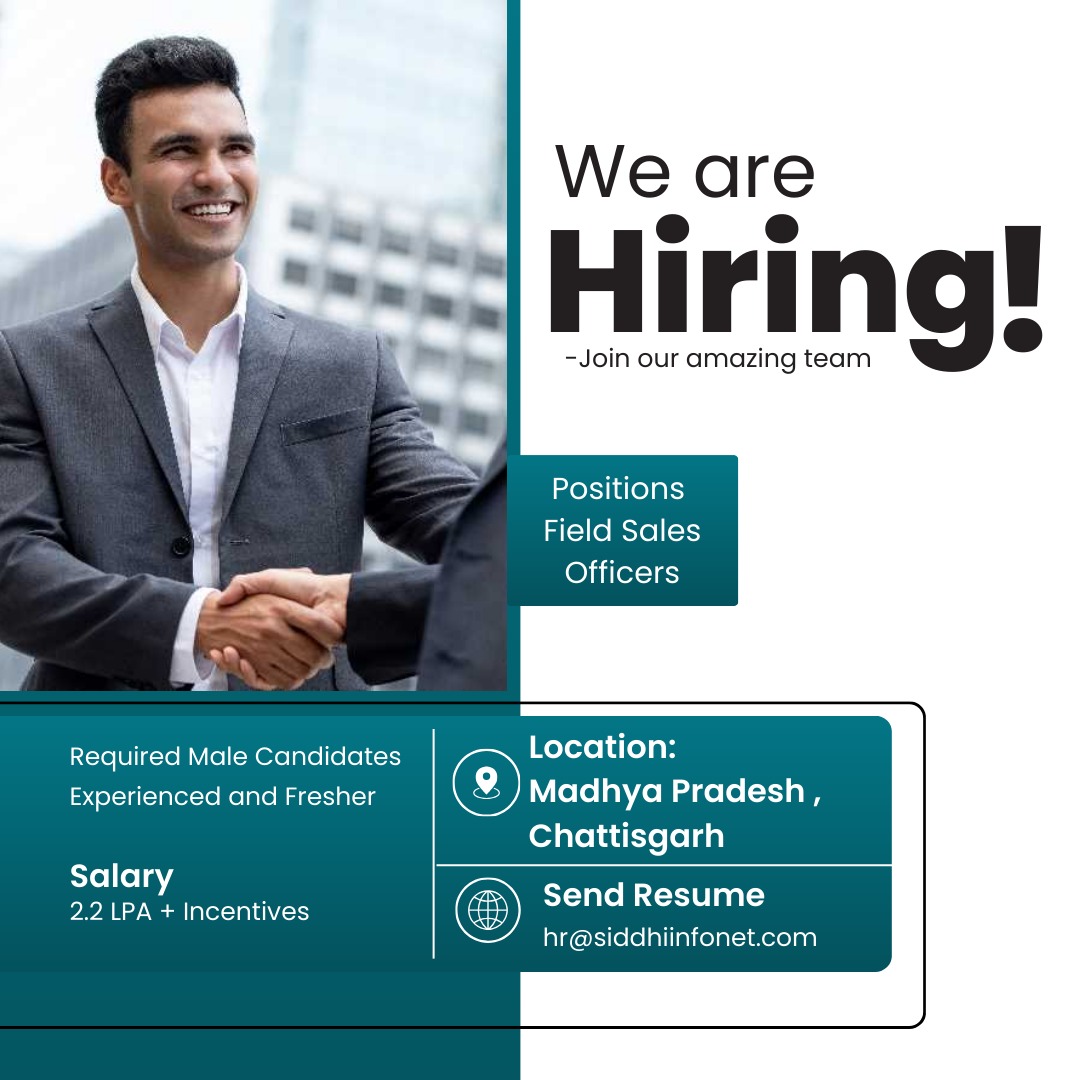 We are
Hiring!
-Join our amazing team
Positions
Field Sales
Officers
Required Male Candidates
Experienced and Fresher
Salary
2.2 LPA + Incentives
Location:
Madhya Pradesh ,
Chattisgarh
Send Resume
hr@siddhiinfonet.com